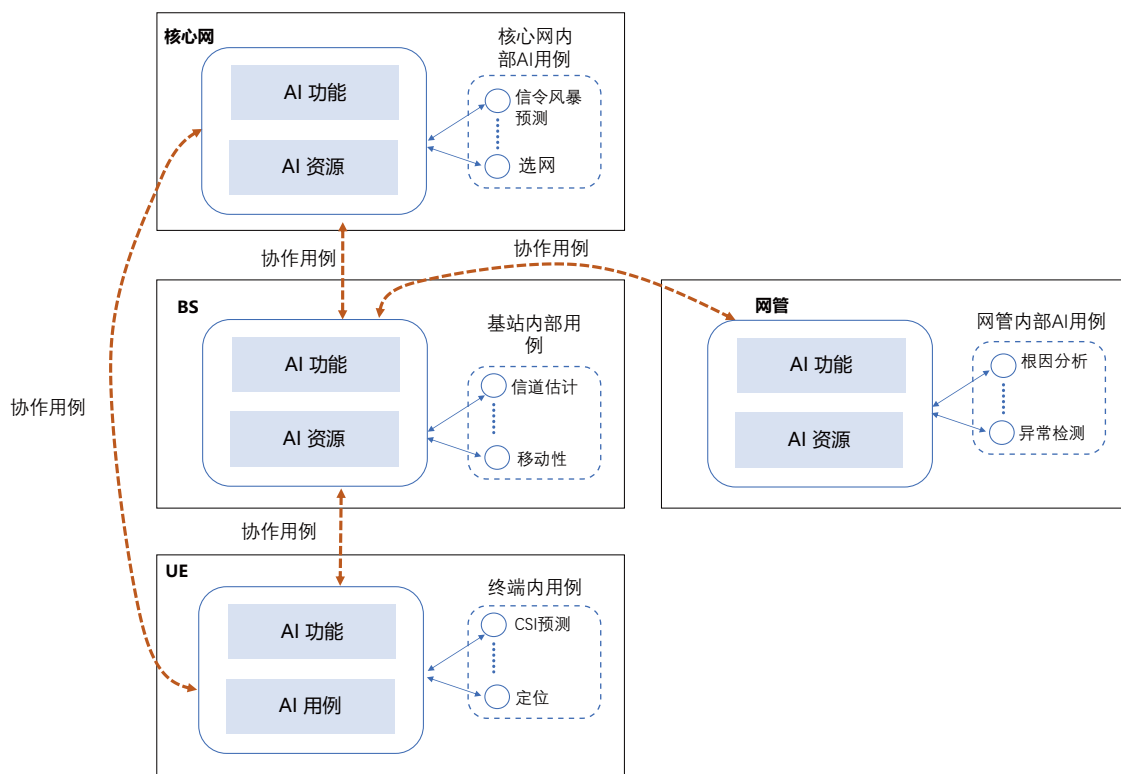 核心网
AI 功能
AI 资源
核心网内
部AI用例
信令风暴
预测
选网
协作用例
协作用例
BS
AI 功能
AI 资源
基站内部用
例
信道估计
移动性
网管
AI 功能
AI 资源
网管内部AI用例
根因分析
异常检测
协作用例
协作用例
UE
AI 功能
AI 用例
终端内用例
CSI预测
定位